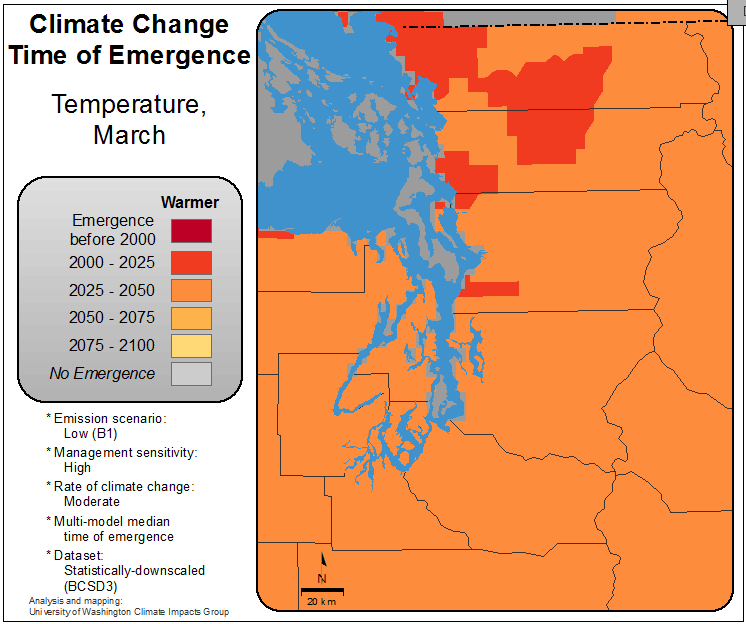 Climate Change
Time of Emergence
Temperature,
March
Warmer
Emergence
before 2000
2000 - 2025
2025 - 2050
2050 - 2075
2075 - 2100
No Emergence
* Emission scenario:
Low (B1)
* Management sensitivity:
High
* Rate of climate change:
Moderate
* Multi-model median
time of emergence
* Dataset:
Statistically-downscaled
(BCSD3)
Analysis and mapping:
University of Washington Climate Impacts Group
N
20 km